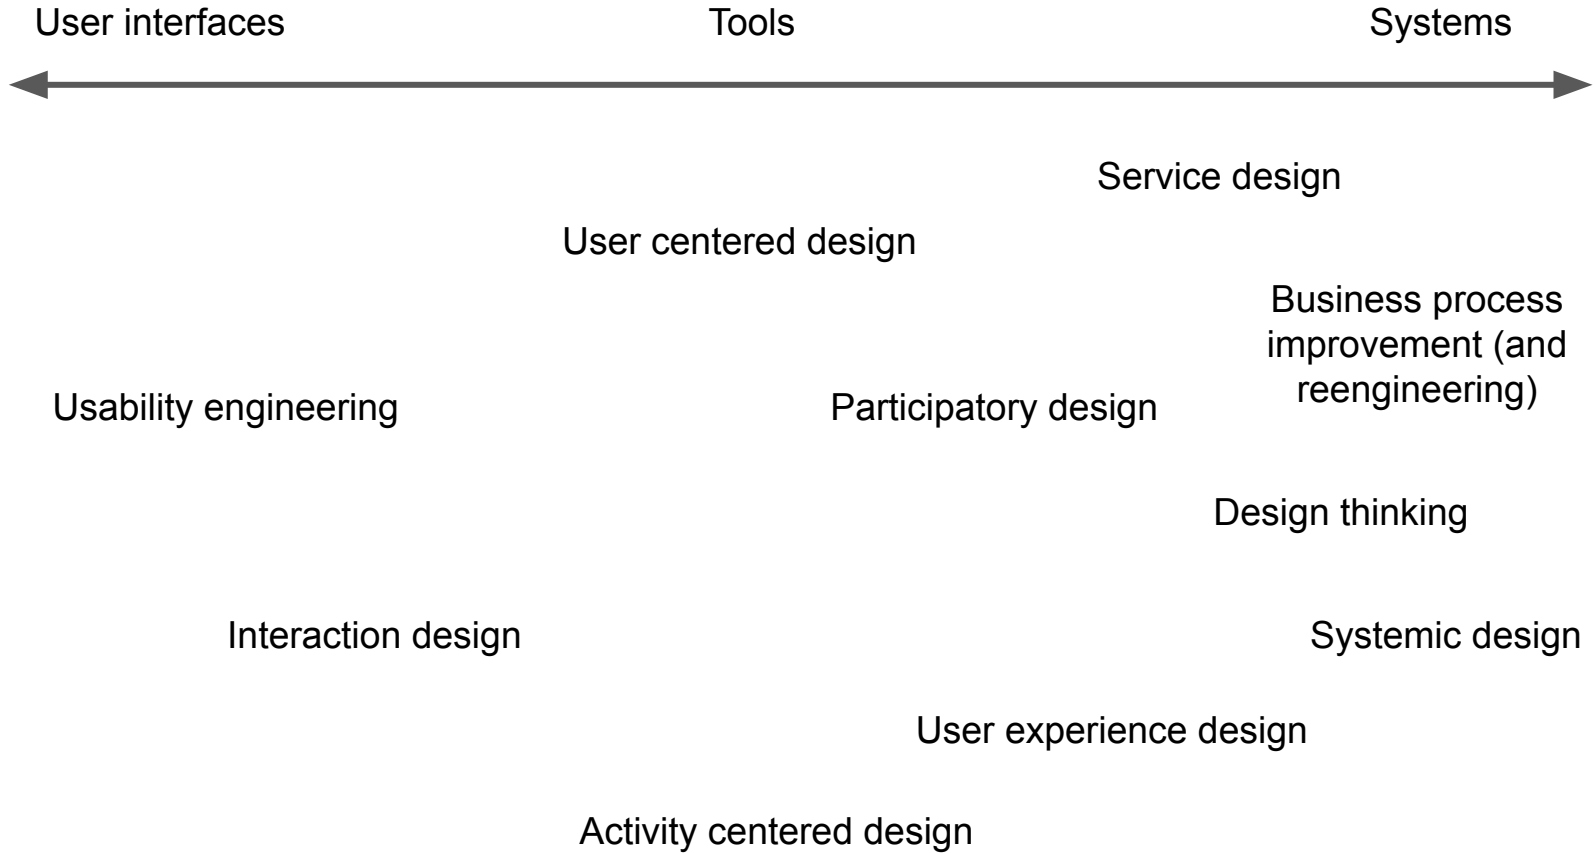 User interfaces
Tools
Systems
Service design
User centered design
Business process
improvement (and
reengineering)
Usability engineering
Participatory design
Design thinking
Interaction design
Systemic design
User experience design
Activity centered design